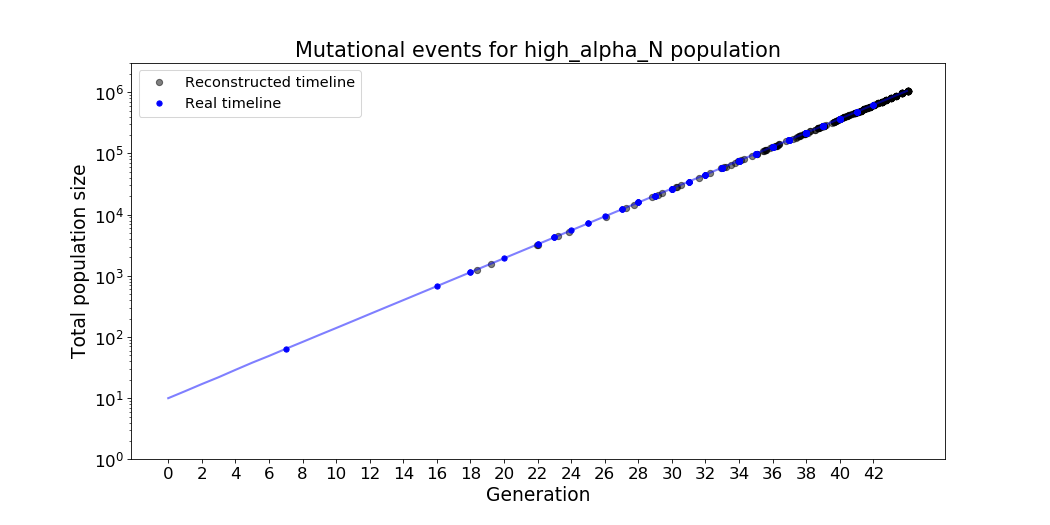 Mutational events for high_alpha_N population
Reconstructed timeline
Real timeline
Total population size
10^6
10^5
10^4
10^3
10^2
10^1
10^0
0 2 4 6 8 10 12 14 16 18 20 22 24 26 28 30 32 34 36 38 40 42
Generation